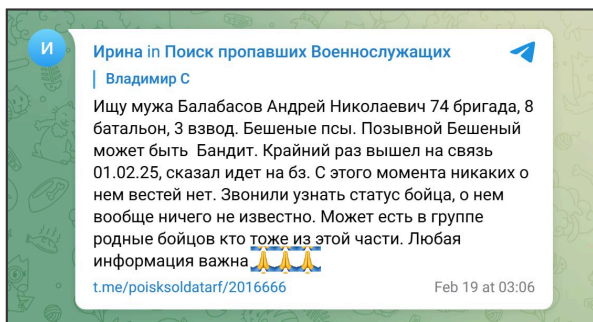 И
Ирина in Поиск пропавших Военнослужащих
Владимир С
Ищу мужа Балабасов Андрей Николаевич 74 бригада, 8
батальон, 3 взвод. Бешеные псы. Позывной Бешеный
может быть Бандит. Крайний раз вышел на связь
01.02.25, сказал идет на бз. С этого момента никаких о
нем вестей нет. Звонили узнать статус бойца, о нем
вообще ничего не известно. Может есть в группе
родные бойцов кто тоже из этой части. Любая
информация важна🙏🙏🙏
t.me/poisksoldatarf/2016666 Feb 19 at 03:06